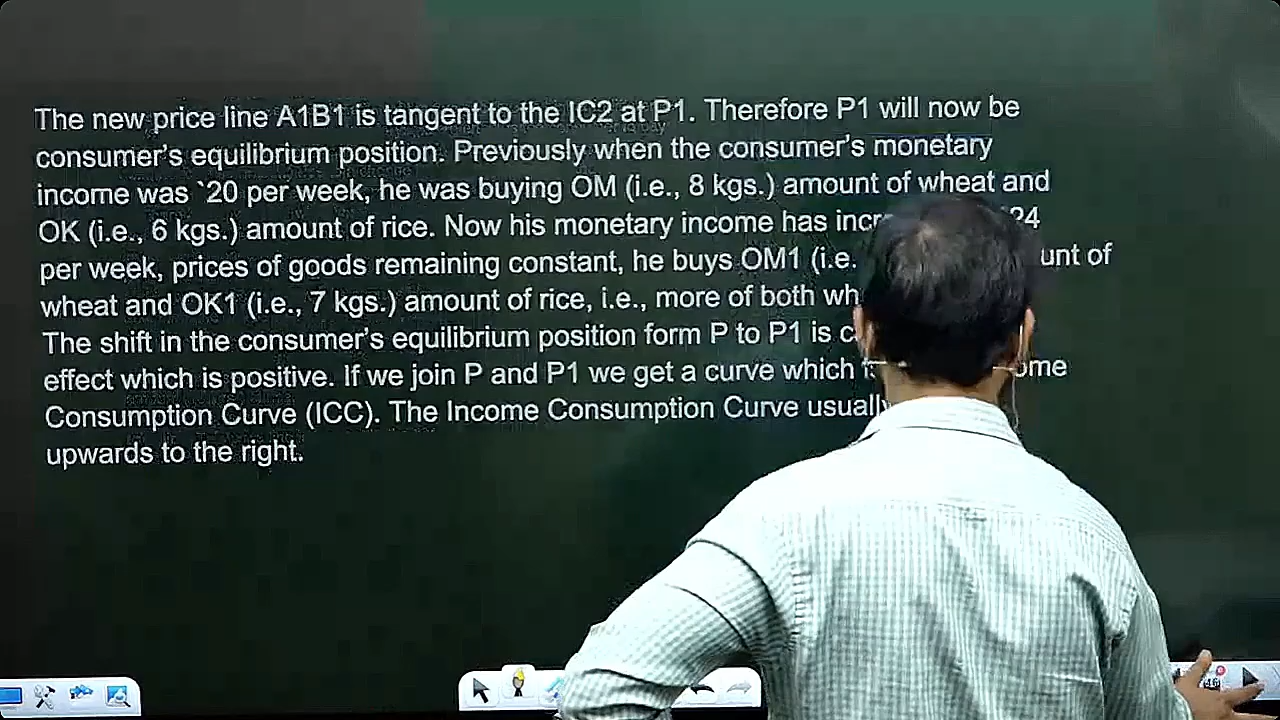 The new price line A1B1 is tangent to the IC2 at P1. Therefore P1 will now be
consumer's equilibrium position. Previously when the consumer's monetary
income was `20 per week, he was buying OM (i.e., 8 kgs.) amount of wheat and
OK (i.e., 6 kgs.) amount of rice. Now his monetary income has 24
per week, prices of goods remaining constant, he buys OM1 (i.e. of
wheat and OK1 (i.e., 7 kgs.) amount of rice, i.e., more of both
The shift in the consumer's equilibrium position form P to P1 is
effect which is positive. If we join P and P1 we get a curve which
Consumption Curve (ICC). The Income Consumption Curve
upwards to the right.